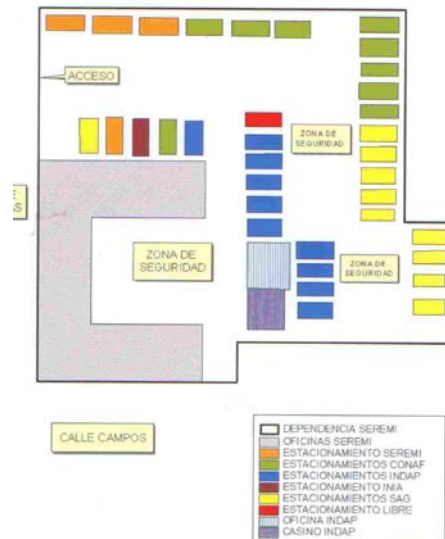 ACCESO
ZONA DE
SEGURIDAD
S
ZONA DE
SEGURIDAD
ZONA DE
SEGURIDAD
CALLE CAMPOS
DEPENDENCIA SEREMI
OFICINAS SEREMI
ESTACIONAMIENTO SEREMI
ESTACIONAMIENTOS CONAF
ESTACIONAMIENTOS INDAP
ESTACIONAMIENTO INIA
ESTACIONAMIENTOS SAG
ESTACIONAMIENTO LIBRE
OFICINA INDAP
CASINO INDAP